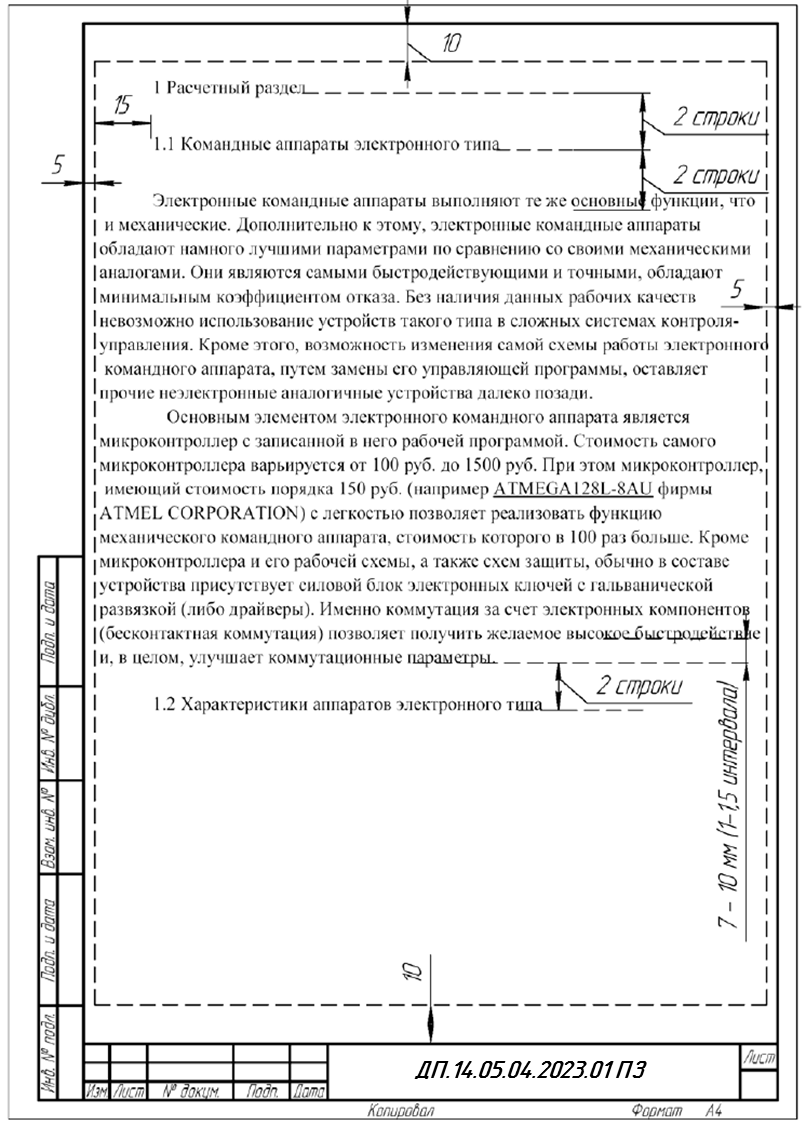 10
1 Расчетный раздел
15
2 строки
1.1 Командные аппараты электронного типа
5
2 строки
Электронные командные аппараты выполняют те же основные функции, что
и механические. Дополнительно к этому, электронные командные аппараты
обладают намного лучшими параметрами по сравнению со своими механическими
аналогами. Они являются самыми быстродействующими и точными, обладают
минимальным коэффициентом отказа. Без наличия данных рабочих качеств
5
невозможно использование устройств такого типа в сложных системах контроля-
управления. Кроме этого, возможность изменения самой схемы работы электронного
командного аппарата, путем замены его управляющей программы, оставляет
прочие неэлектронные аналогичные устройства далеко позади.
Основным элементом электронного командного аппарата является
микроконтроллер с записанной в него рабочей программой. Стоимость самого
микроконтроллера варьируется от 100 руб. до 1500 руб. При этом микроконтроллер,
имеющий стоимость порядка 150 руб. (например ATMEGA128L-8AU фирмы
ATMEL CORPORATION) с легкостью позволяет реализовать функцию
механического командного аппарата, стоимость которого в 100 раз больше. Кроме
микроконтроллера и его рабочей схемы, а также схем защиты, обычно в составе
устройства присутствует силовой блок электронных ключей с гальванической
развязкой (либо драйверы). Именно коммутация за счет электронных компонентов
(бесконтактная коммутация) позволяет получить желаемое высокое быстродействие
и, в целом, улучшает коммутационные параметры.
2 строки
1.2 Характеристики аппаратов электронного типа
7 – 10 мм (1-1,5 интервала)
10
Подп. и дата
Инв. № дубл.
Взам. инв. №
Подп. и дата
Инв. № подл.
ДП.14.05.04.2023.01 ПЗ
Лист
Изм. Лист № докум. Подп. Дата
Копировал Формат А4